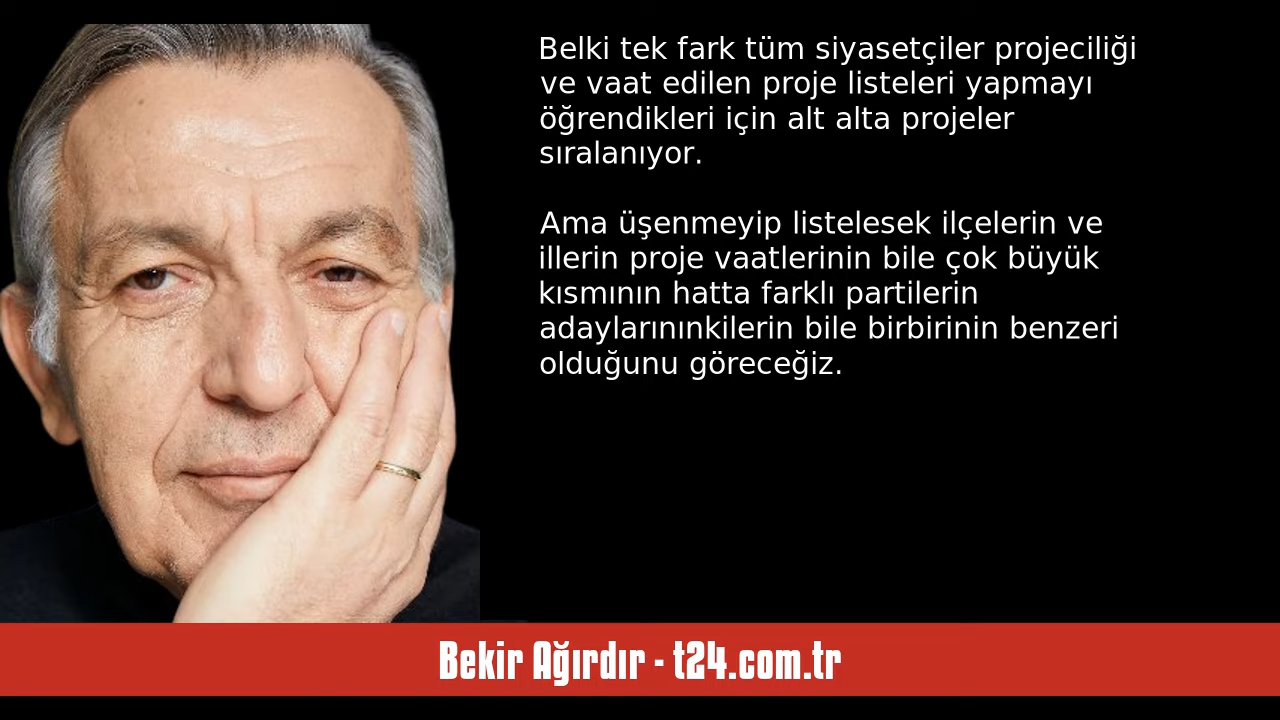 Belki tek fark tüm siyasetçiler projeciliği
ve vaat edilen proje listeleri yapmayı
öğrendikleri için alt alta projeler
sıralanıyor.
Ama üşenmeyip listelesek ilçelerin ve
illerin proje vaatlerinin bile çok büyük
kısmının hatta farklı partilerin
adaylarınınkilerin bile birbirinin benzeri
olduğunu göreceğiz.
Bekir Ağırdır - t24.com.tr